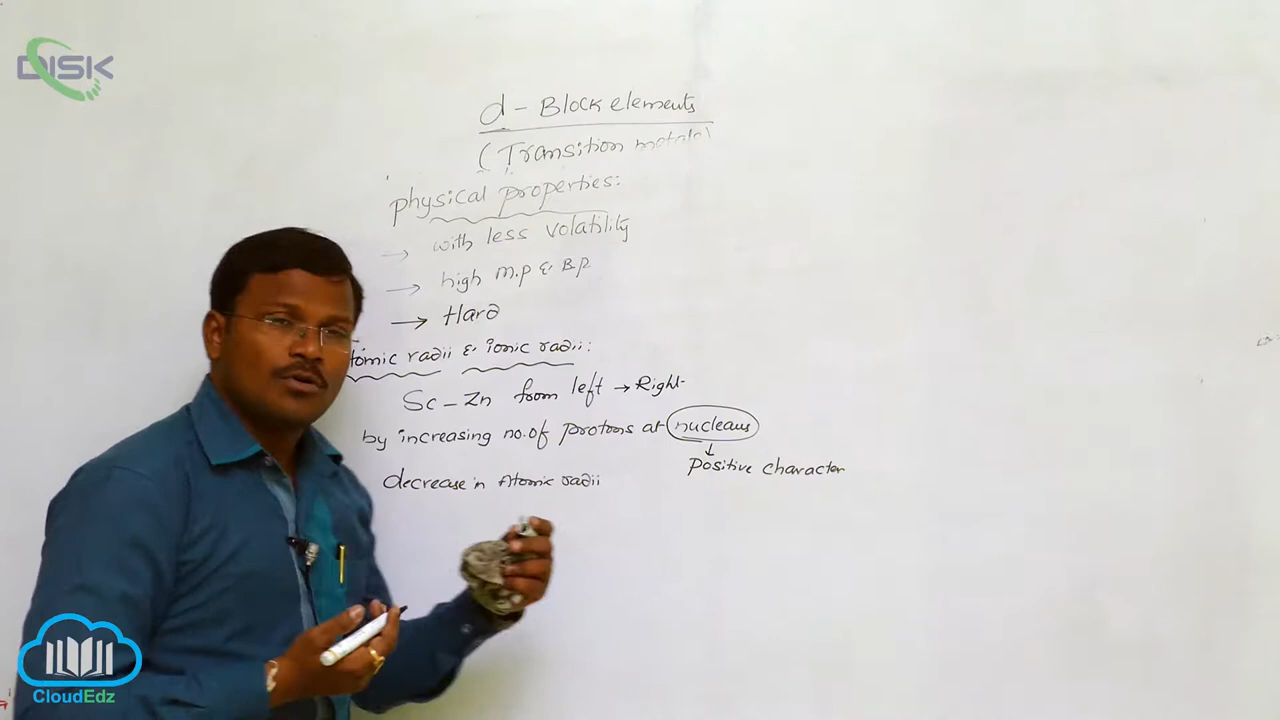 DISK
d - Block elements
(Transition metals)
physical properties:
→ with less volatility
→ high M.P & B.P
→ Hard
tomic radii & ionic radii:
Sc - Zn from left → Right
by increasing no. of protons at nucleaus
↓
positive character
decrease in Atomic radii
CloudEdz